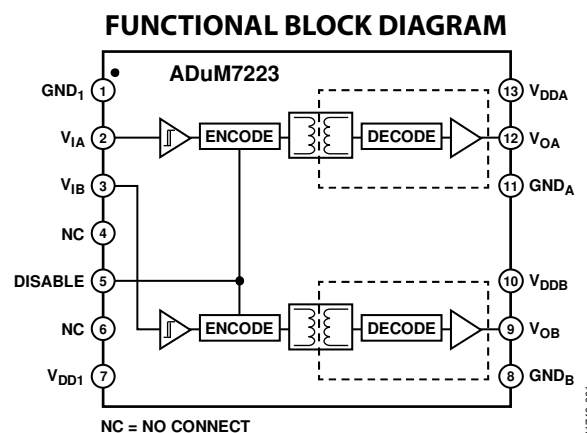 FUNCTIONAL BLOCK DIAGRAM
ADuM7223
GND1 1
VIA 2
VIB 3
NC 4
DISABLE 5
NC 6
VDD1 7
ENCODE
DECODE
ENCODE
DECODE
13 VDDA
12 VOA
11 GNDA
10 VDDB
9 VOB
8 GNDB
NC = NO CONNECT